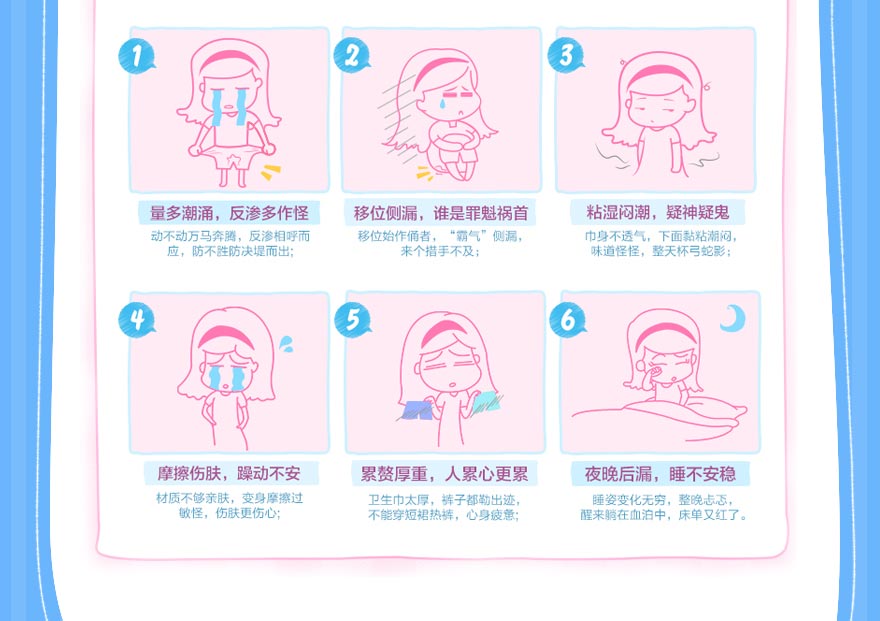 1
量多潮涌，反渗多作怪
动不动万马奔腾，反渗相呼而
应，防不胜防决堤而出；
2
移位侧漏，谁是罪魁祸首
移位始作俑者，“霸气”侧漏，
来个措手不及；
3
粘湿闷潮，疑神疑鬼
巾身不透气，下面黏粘潮闷，
味道怪怪，整天杯弓蛇影；
4
摩擦伤肤，躁动不安
材质不够亲肤，变身摩擦过
敏怪，伤肤更伤心；
5
累赘厚重，人累心更累
卫生巾太厚，裤子都勒出迹，
不能穿短裙热裤，心身疲惫；
6
夜晚后漏，睡不安稳
睡姿变化无穷，整晚忐忑，
醒来躺在血泊中，床单又红了。